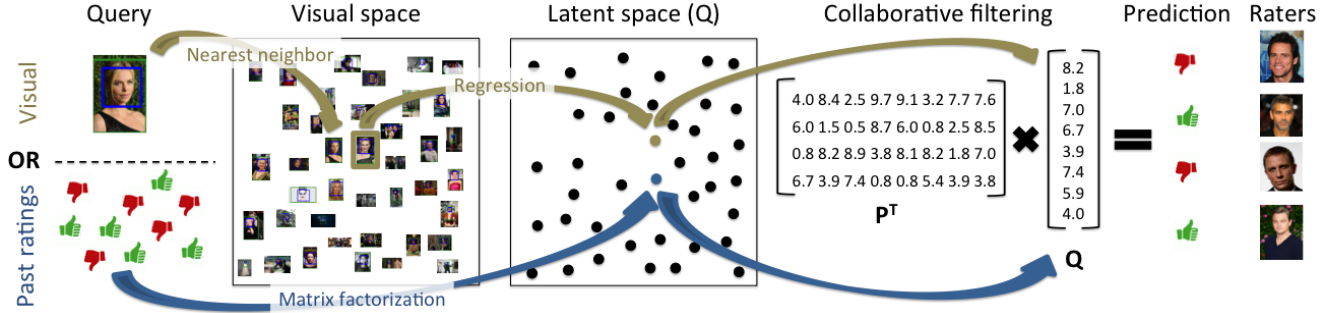 Query
Visual space
Latent space (Q)
Collaborative filtering
Prediction
Raters
Visual
OR
Past ratings
Nearest neighbor
Regression
Matrix factorization
4.0 8.4 2.5 9.7 9.1 3.2 7.7 7.6
6.0 1.5 0.5 8.7 6.0 0.8 2.5 8.5
0.8 8.2 8.9 3.8 8.1 8.2 1.8 7.0
6.7 3.9 7.4 0.8 0.8 5.4 3.9 3.8
Pᵀ
8.2
1.8
7.0
6.7
3.9
7.4
5.9
4.0
Q